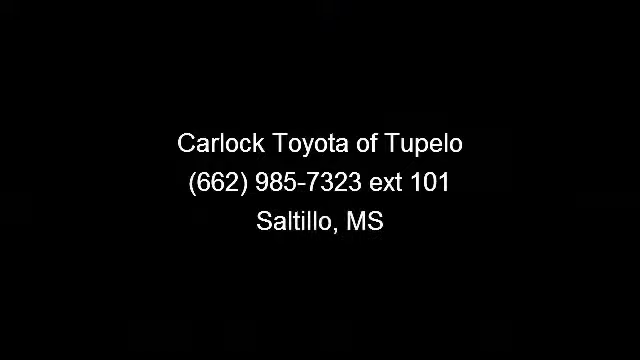 Carlock Toyota of Tupelo
(662) 985-7323 ext 101
Saltillo, MS